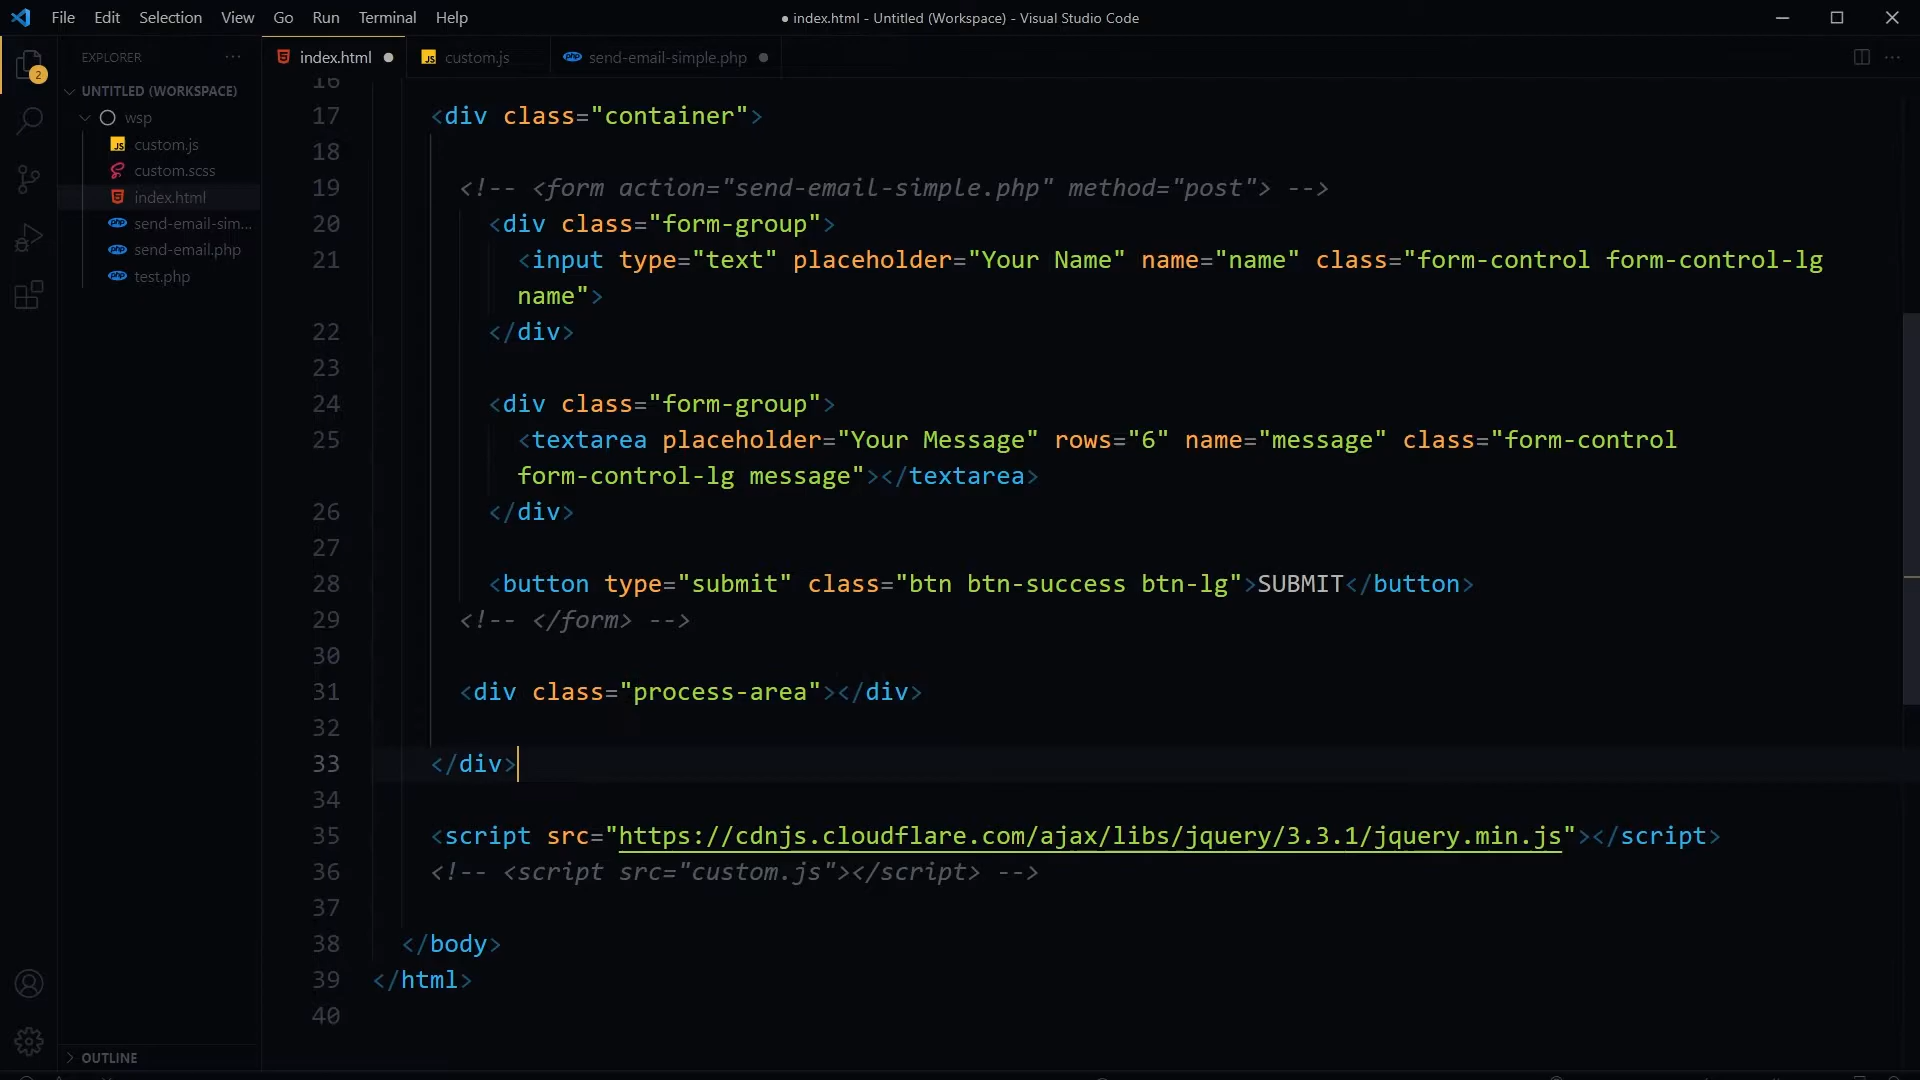 File Edit Selection View Go Run Terminal Help
● index.html - Untitled (Workspace) - Visual Studio Code
EXPLORER
index.html
custom.js
send-email-simple.php
2
UNTITLED (WORKSPACE)
wsp
custom.js
custom.scss
index.html
send-email-sim...
send-email.php
test.php
OUTLINE
16
17 <div class="container">
18
19 <!-- <form action="send-email-simple.php" method="post"> -->
20 <div class="form-group">
21 <input type="text" placeholder="Your Name" name="name" class="form-control form-control-lg
name">
22 </div>
23
24 <div class="form-group">
25 <textarea placeholder="Your Message" rows="6" name="message" class="form-control
form-control-lg message"></textarea>
26 </div>
27
28 <button type="submit" class="btn btn-success btn-lg">SUBMIT</button>
29 <!-- </form> -->
30
31 <div class="process-area"></div>
32
33 </div>
34
35 <script src="https://cdnjs.cloudflare.com/ajax/libs/jquery/3.3.1/jquery.min.js"></script>
36 <!-- <script src="custom.js"></script> -->
37
38 </body>
39 </html>
40